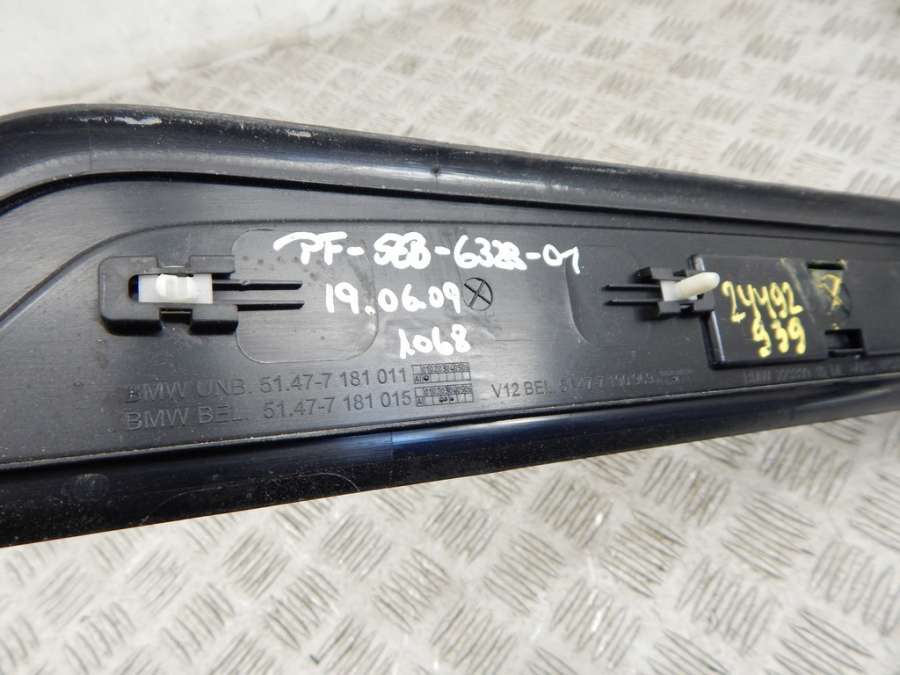 PF-58B-6328-01
19.06.09
1068
24492
939
BMW UNB. 51.47-7 181 011
BMW BEL. 51.47-7 181 015
V12 BEL.